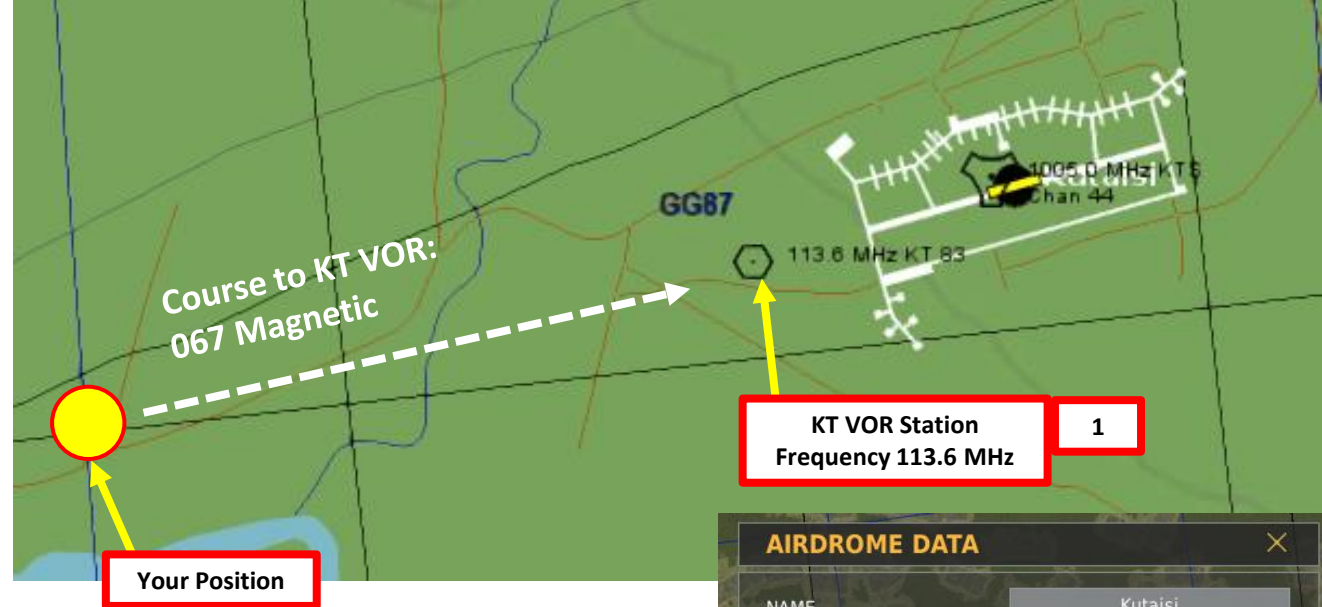 1005.0 MHz KTS
Kutaisi
Chan 44
GG87
113.6 MHz KT 83
Course to KT VOR:
067 Magnetic
KT VOR Station
Frequency 113.6 MHz
1
Your Position
AIRDROME DATA
NAME
Kutaisi